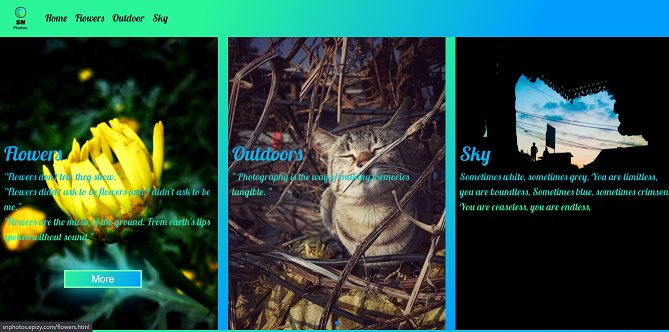 SN
Photos
Home Flowers Outdoor Sky
Flowers
"Flowers don't tell, they show.
"Flowers didn't ask to be flowers and I didn't ask to be
me."
"Flowers are the music of the ground. From earth's lips
spoken without sound."
More
Outdoors
" Photography is the way of making memories
tangible. "
Sky
Sometimes white, sometimes grey, You are limitless,
you are boundless, Sometimes blue, sometimes crimson
You are ceaseless, you are endless,
snphotos.epizy.com/flowers.html